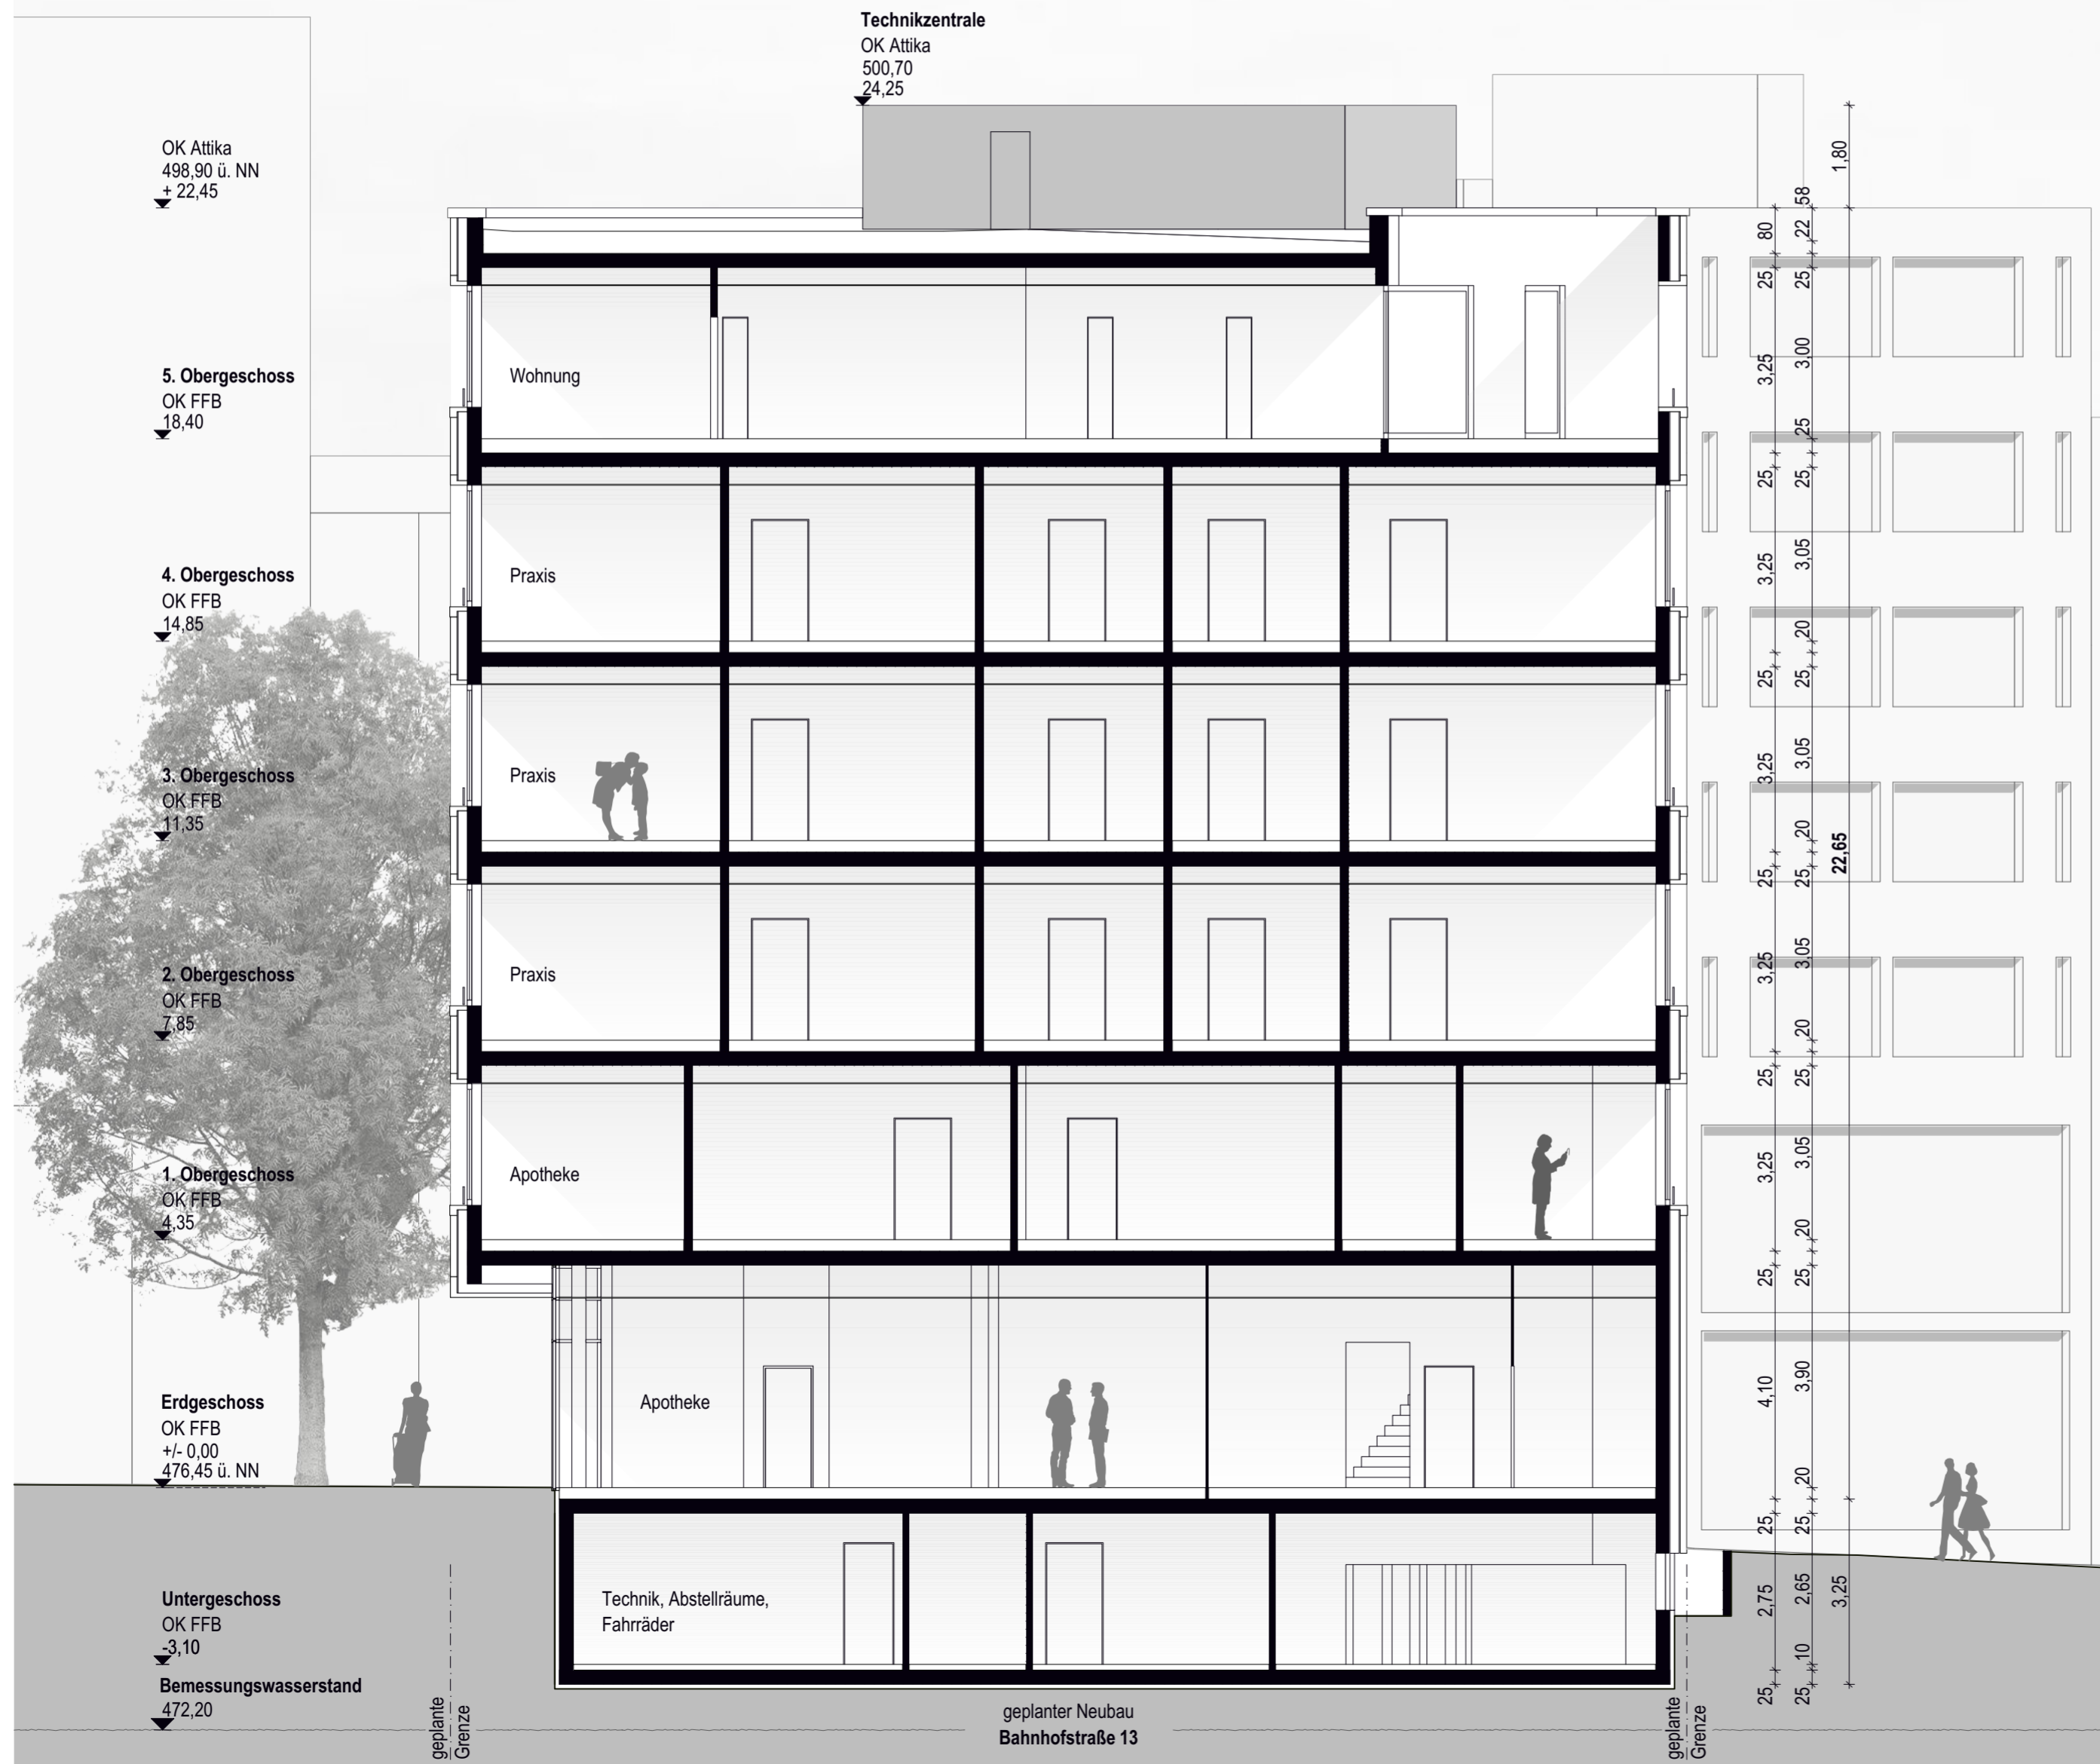 Technikzentrale
OK Attika
500,70
24,25
OK Attika
498,90 ü. NN
+ 22,45
5. Obergeschoss
OK FFB
18,40
4. Obergeschoss
OK FFB
14,85
3. Obergeschoss
OK FFB
11,35
2. Obergeschoss
OK FFB
7,85
1. Obergeschoss
OK FFB
4,35
Erdgeschoss
OK FFB
+/- 0,00
476,45 ü. NN
Untergeschoss
OK FFB
-3,10
Bemessungswasserstand
472,20
Wohnung
Praxis
Praxis
Praxis
Apotheke
Apotheke
Technik, Abstellräume,
Fahrräder
geplante
Grenze
geplanter Neubau
Bahnhofstraße 13
geplante
Grenze
80
25
3,25
25
3,25
25
3,25
25
3,25
25
3,25
25
4,10
25
2,75
25
58
22
25
3,00
25
25
3,05
20
25
3,05
20
25
3,05
20
25
3,05
20
25
3,90
20
25
2,65
10
25
1,80
22,65
3,25